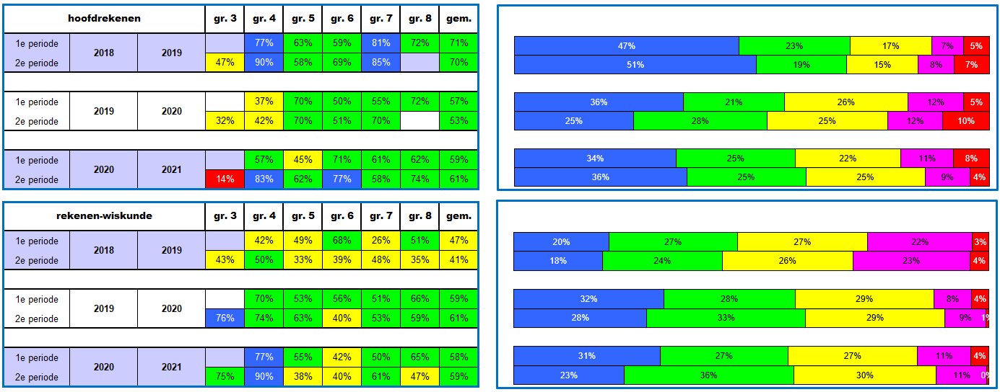 hoofdrekenen gr. 3 gr. 4 gr. 5 gr. 6 gr. 7 gr. 8 gem.
1e periode 2018 2019 77% 63% 59% 81% 72% 71% 47% 23% 17% 7% 5%
2e periode 47% 90% 58% 69% 85% 70% 51% 19% 15% 8% 7%
1e periode 2019 2020 37% 70% 50% 55% 72% 57% 36% 21% 26% 12% 5%
2e periode 32% 42% 70% 51% 70% 53% 25% 28% 25% 12% 10%
1e periode 2020 2021 57% 45% 71% 61% 62% 59% 34% 25% 22% 11% 8%
2e periode 14% 83% 62% 77% 58% 74% 61% 36% 25% 25% 9% 4%
rekenen-wiskunde gr. 3 gr. 4 gr. 5 gr. 6 gr. 7 gr. 8 gem.
1e periode 2018 2019 42% 49% 68% 26% 51% 47% 20% 27% 27% 22% 3%
2e periode 43% 50% 33% 39% 48% 35% 41% 18% 24% 26% 23% 4%
1e periode 2019 2020 70% 53% 56% 51% 66% 59% 32% 28% 29% 8% 4%
2e periode 76% 74% 63% 40% 53% 59% 61% 28% 33% 29% 9% 1%
1e periode 2020 2021 77% 55% 42% 50% 65% 58% 31% 27% 27% 11% 4%
2e periode 75% 90% 38% 40% 61% 47% 59% 23% 36% 30% 11% 0%